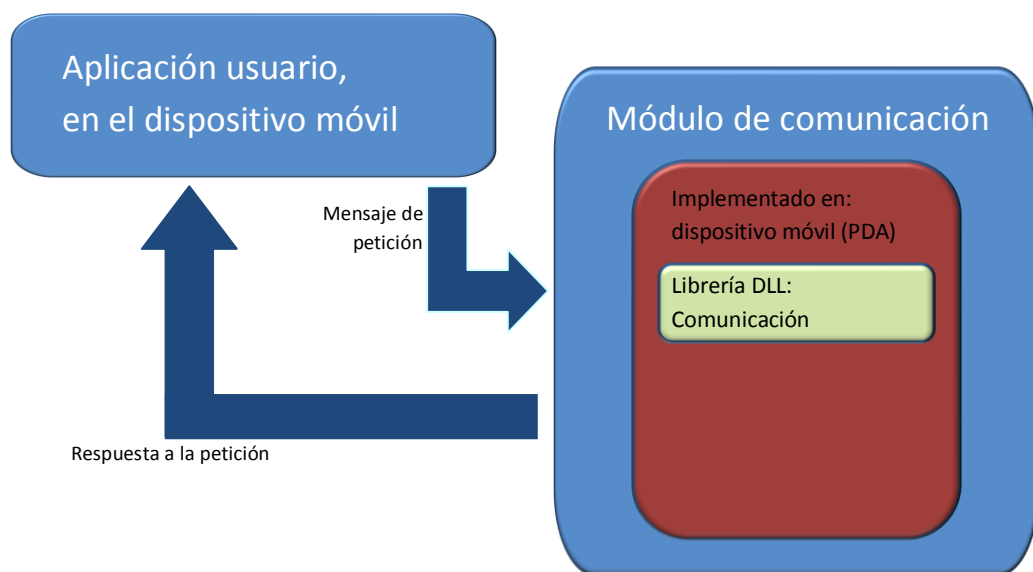 Aplicación usuario,
en el dispositivo móvil
Módulo de comunicación
Implementado en:
dispositivo móvil (PDA)
Librería DLL:
Comunicación
Mensaje de
petición
Respuesta a la petición